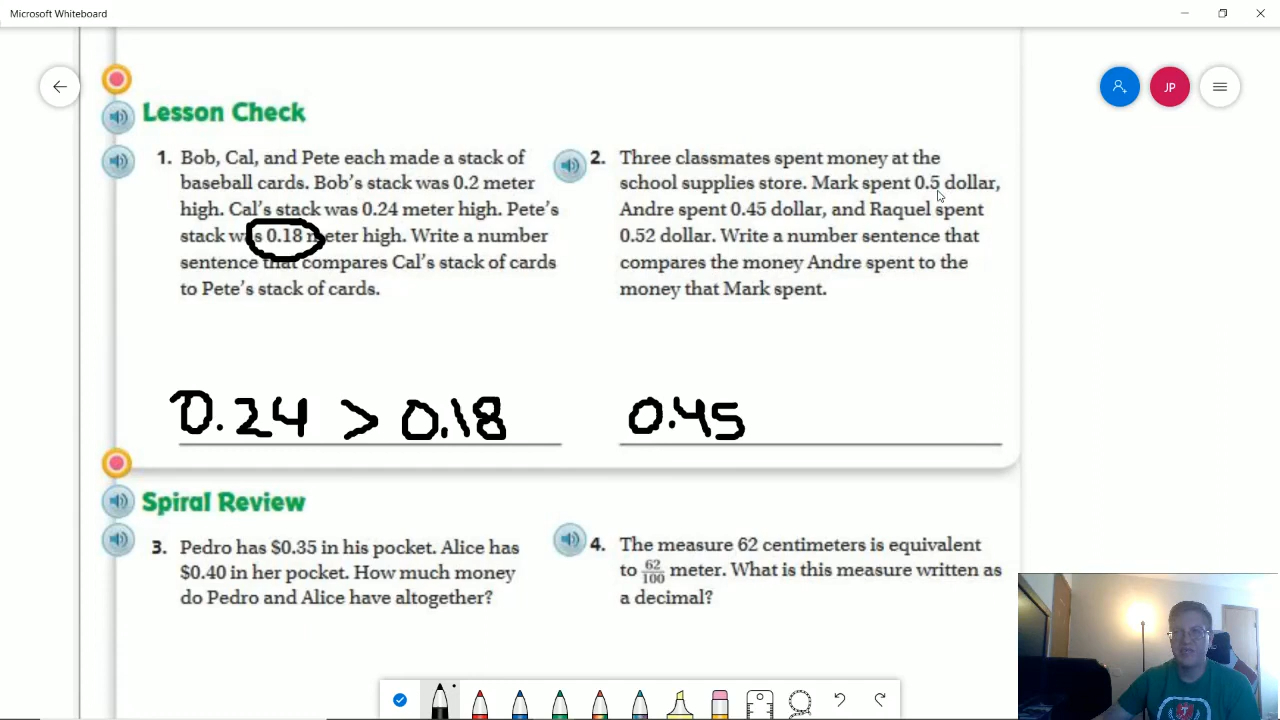 Microsoft Whiteboard
JP
Lesson Check
1. Bob, Cal, and Pete each made a stack of
baseball cards. Bob's stack was 0.2 meter
high. Cal's stack was 0.24 meter high. Pete's
stack was 0.18 meter high. Write a number
sentence that compares Cal's stack of cards
to Pete's stack of cards.
0.24 > 0.18
2. Three classmates spent money at the
school supplies store. Mark spent 0.5 dollar,
Andre spent 0.45 dollar, and Raquel spent
0.52 dollar. Write a number sentence that
compares the money Andre spent to the
money that Mark spent.
0.45
Spiral Review
3. Pedro has $0.35 in his pocket. Alice has
$0.40 in her pocket. How much money
do Pedro and Alice have altogether?
4. The measure 62 centimeters is equivalent
to 62/100 meter. What is this measure written as
a decimal?